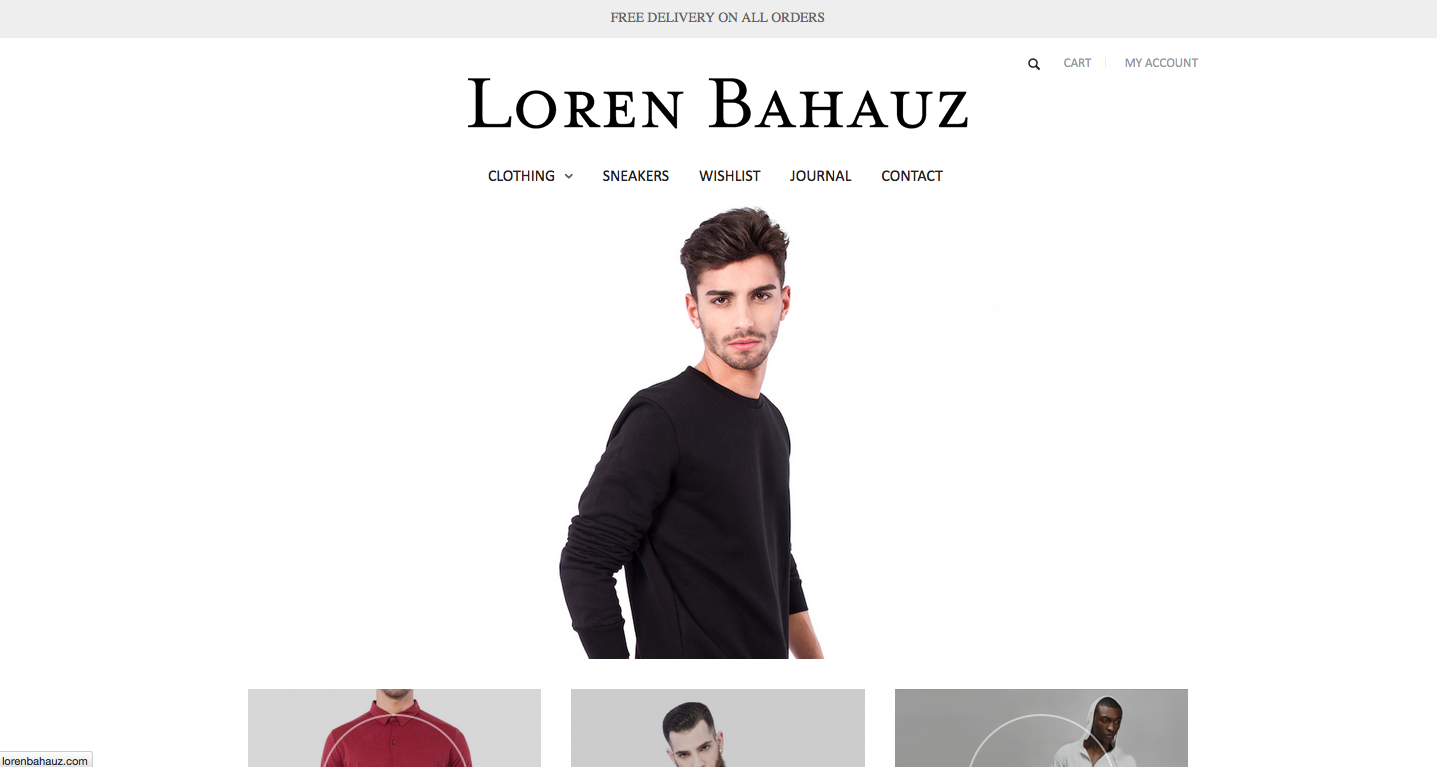 FREE DELIVERY ON ALL ORDERS
CART
MY ACCOUNT
LOREN BAHAUZ
CLOTHING SNEAKERS WISHLIST JOURNAL CONTACT
lorenbahauz.com